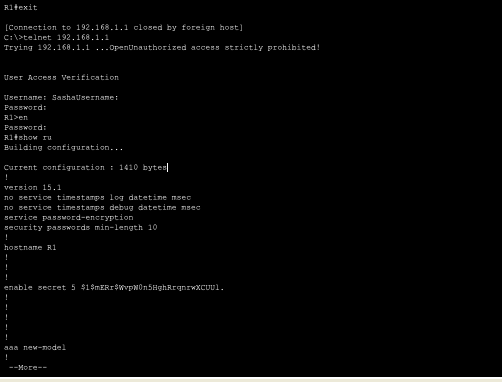 R1#exit
[Connection to 192.168.1.1 closed by foreign host]
C:\>telnet 192.168.1.1
Trying 192.168.1.1 ...OpenUnauthorized access strictly prohibited!
User Access Verification
Username: SashaUsername:
Password:
R1>en
Password:
R1#show ru
Building configuration...
Current configuration : 1410 bytes
!
version 15.1
no service timestamps log datetime msec
no service timestamps debug datetime msec
service password-encryption
security passwords min-length 10
!
hostname R1
!
!
!
enable secret 5 $1$mERr$WvpW0n5HghRrqnrwXCUUl.
!
!
!
!
!
aaa new-model
!
--More--